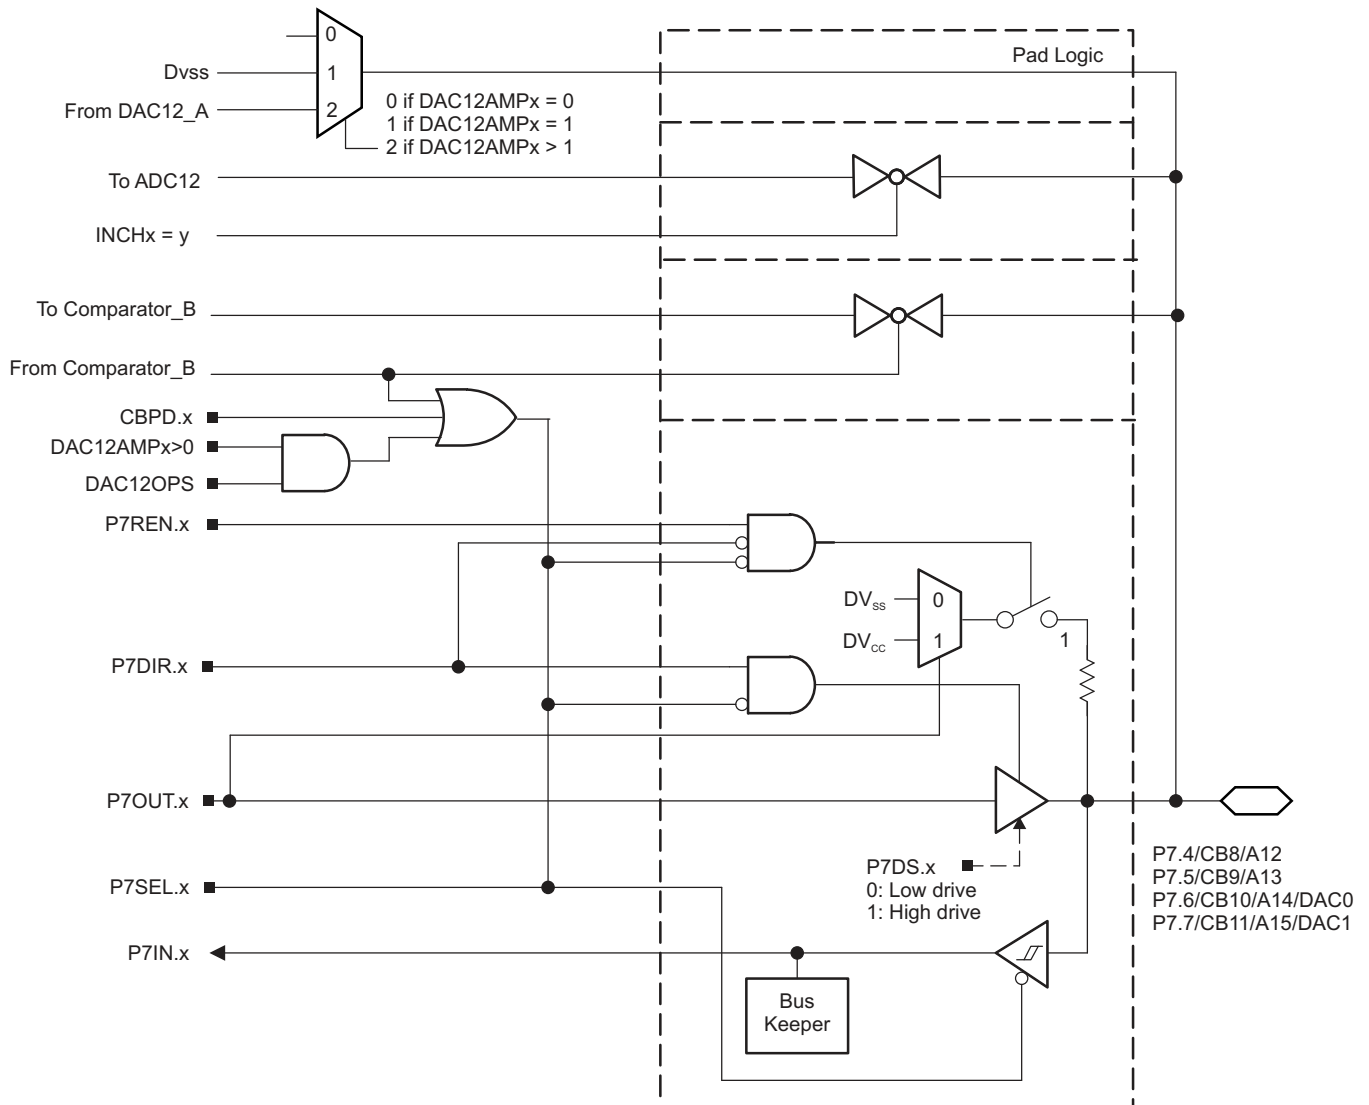 0
Pad Logic
Dvss
1
From DAC12_A
2
0 if DAC12AMPx = 0
1 if DAC12AMPx = 1
2 if DAC12AMPx > 1
To ADC12
INCHx = y
To Comparator_B
From Comparator_B
CBPD.x
DAC12AMPx>0
DAC12OPS
P7REN.x
DVSS
0
DVCC
1
1
P7DIR.x
P7OUT.x
P7DS.x
0: Low drive
1: High drive
P7.4/CB8/A12
P7.5/CB9/A13
P7.6/CB10/A14/DAC0
P7.7/CB11/A15/DAC1
P7SEL.x
P7IN.x
Bus
Keeper